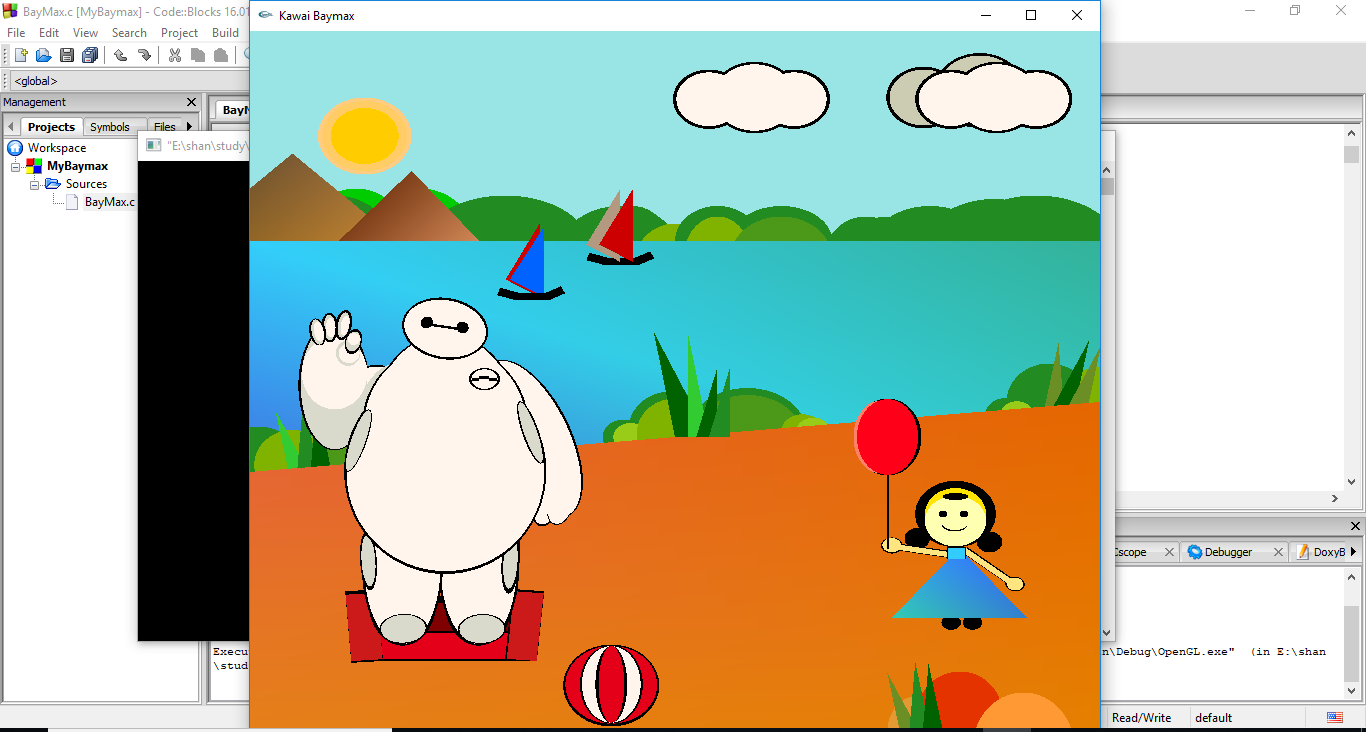 BayMax.c [MyBaymax] - Code::Blocks 16.01
Kawai Baymax
File Edit View Search Project Build
<global>
Management
BayM
Projects Symbols Files
"E:\shan\study\
Workspace
MyBaymax
Sources
BayMax.c
Cscope Debugger DoxyB
Execu n\Debug\OpenGL.exe" (in E:\shan
\stud
Read/Write default